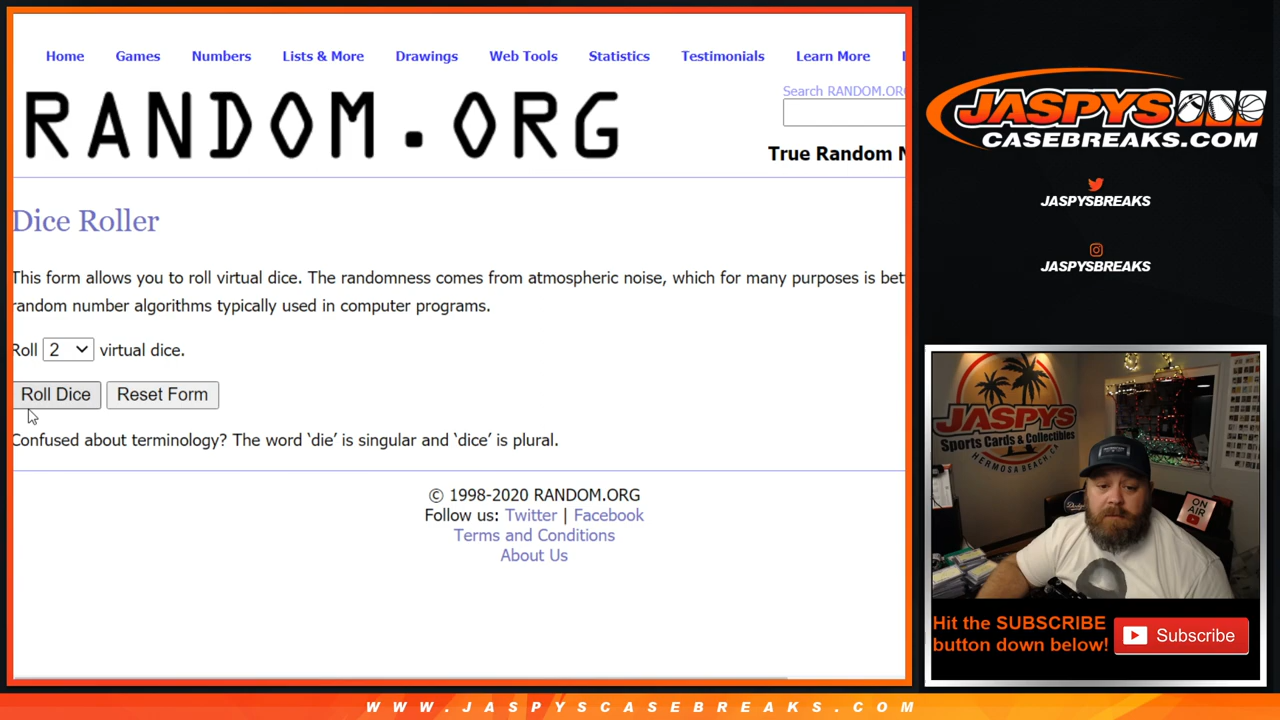 Home Games Numbers Lists & More Drawings Web Tools Statistics Testimonials Learn More
RANDOM.ORG
Search RANDOM.ORG
True Random N
Dice Roller
This form allows you to roll virtual dice. The randomness comes from atmospheric noise, which for many purposes is bet
random number algorithms typically used in computer programs.
Roll 2 virtual dice.
Roll Dice Reset Form
Confused about terminology? The word ‘die’ is singular and ‘dice’ is plural.
© 1998-2020 RANDOM.ORG
Follow us: Twitter | Facebook
Terms and Conditions
About Us
JASPYS
CASEBREAKS.COM
JASPYSBREAKS
JASPYSBREAKS
JASPYS
Sports Cards & Collectibles
HERMOSA BEACH, CA
ON
AIR
Hit the SUBSCRIBE
button down below!
Subscribe
WWW.JASPYSCASEBREAKS.COM